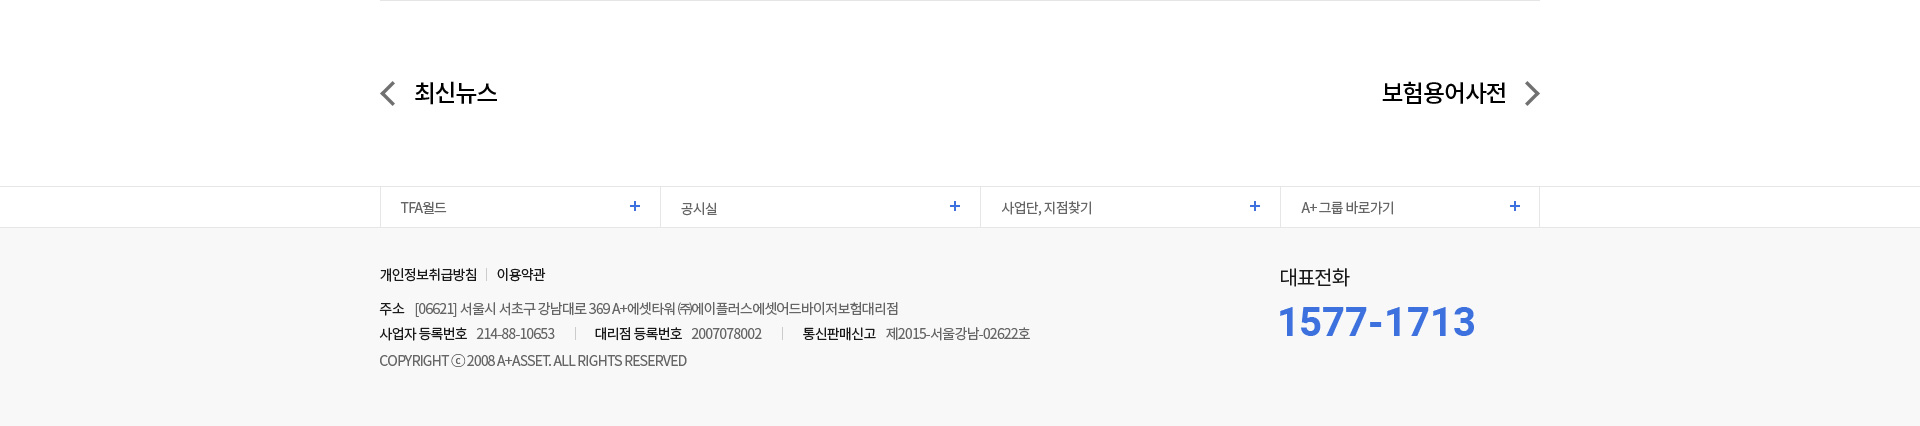 최신뉴스 보험용어사전
TFA월드 공시실 사업단, 지점찾기 A+ 그룹 바로가기
개인정보취급방침 이용약관
주소 [06621] 서울시 서초구 강남대로 369 A+에셋타워 ㈜에이플러스에셋어드바이저보험대리점
사업자 등록번호 214-88-10653 대리점 등록번호 2007078002 통신판매신고 제2015-서울강남-02622호
COPYRIGHT ⓒ 2008 A+ASSET. ALL RIGHTS RESERVED
대표전화
1577-1713